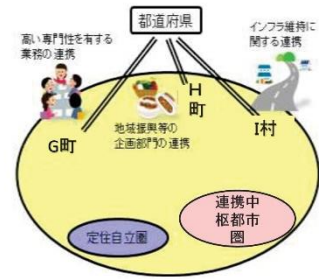 都道府県
高い専門性を有する
業務の連携
インフラ維持に
関する連携
H
町
G町
I村
地域振興等の
企画部門の連携
定住自立圏
連携中
枢都市
圏